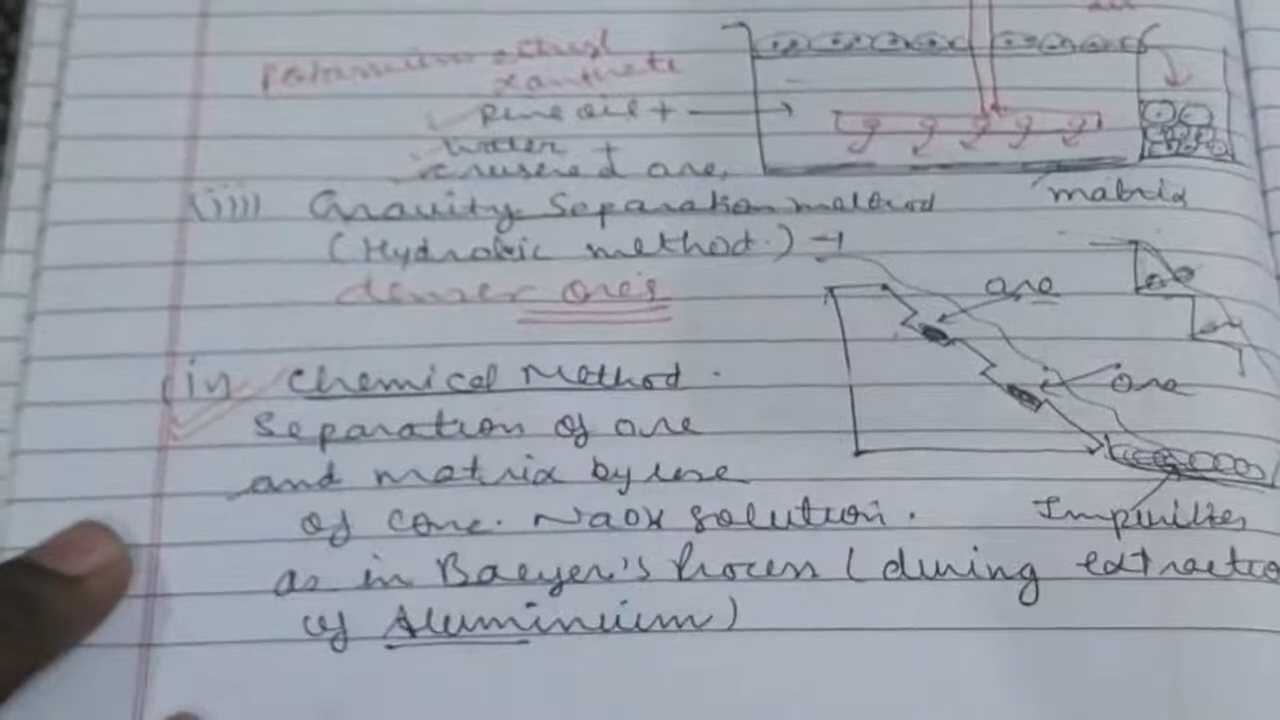 Potassium ethyl
xanthate
Pine oil +
water +
crushed ore.
matrix
(iii) Gravity Separation method
(Hydrolic method.) -
denser ores
ore
ore
(iv) Chemical Method.
Separation of ore
and matrix by use
of conc. NaOH solution.
Impurities
as in Baeyer's Process (during extractio
of Aluminium)